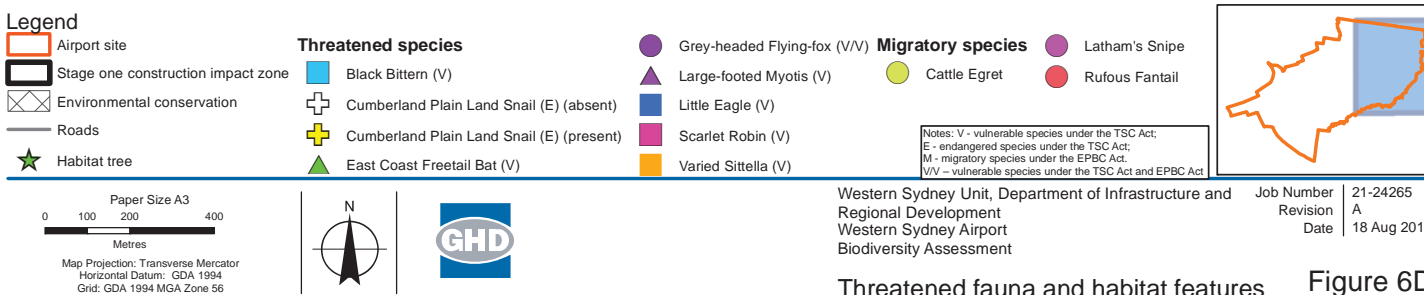 Legend
Airport site
Stage one construction impact zone
Environmental conservation
Roads
Habitat tree
Threatened species
Black Bittern (V)
Cumberland Plain Land Snail (E) (absent)
Cumberland Plain Land Snail (E) (present)
East Coast Freetail Bat (V)
Grey-headed Flying-fox (V/V)
Large-footed Myotis (V)
Little Eagle (V)
Scarlet Robin (V)
Varied Sittella (V)
Migratory species
Cattle Egret
Latham's Snipe
Rufous Fantail
Notes: V - vulnerable species under the TSC Act;
E - endangered species under the TSC Act;
M - migratory species under the EPBC Act.
V/V – vulnerable species under the TSC Act and EPBC Act
Paper Size A3
0 100 200 400
Metres
Map Projection: Transverse Mercator
Horizontal Datum: GDA 1994
Grid: GDA 1994 MGA Zone 56
N
GHD
Western Sydney Unit, Department of Infrastructure and
Regional Development
Western Sydney Airport
Biodiversity Assessment
Threatened fauna and habitat features
Job Number 21-24265
Revision A
Date 18 Aug 201
Figure 6D